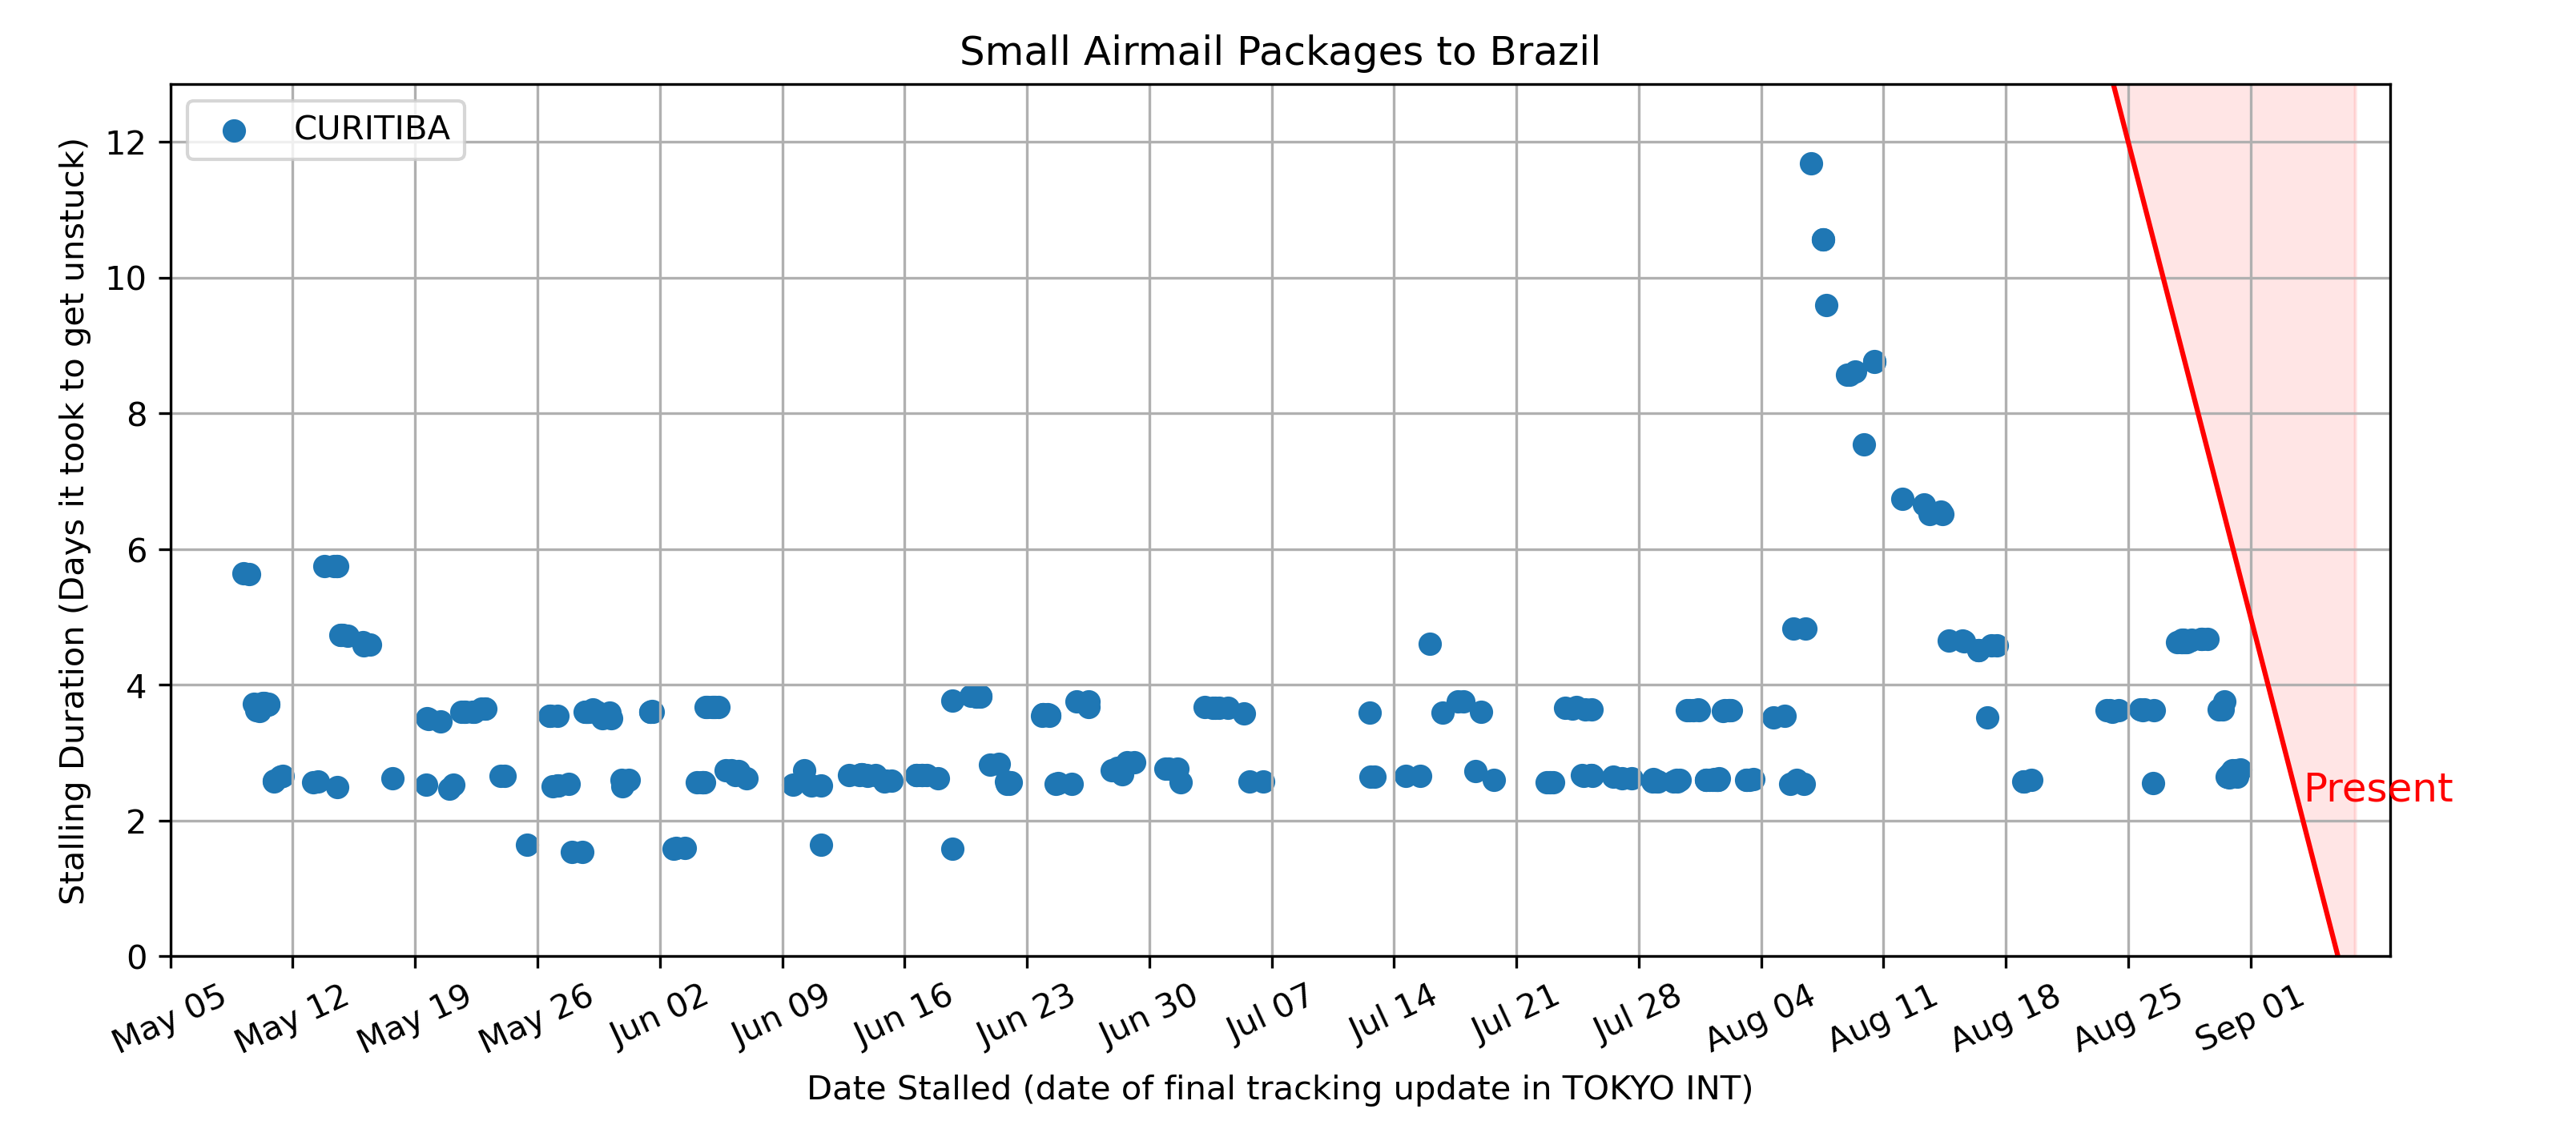 Small Airmail Packages to Brazil
CURITIBA
Stalling Duration (Days it took to get unstuck)
12
10
8
6
4
2
0
Present
May 05
May 12
May 19
May 26
Jun 02
Jun 09
Jun 16
Jun 23
Jun 30
Jul 07
Jul 14
Jul 21
Jul 28
Aug 04
Aug 11
Aug 18
Aug 25
Sep 01
Date Stalled (date of final tracking update in TOKYO INT)